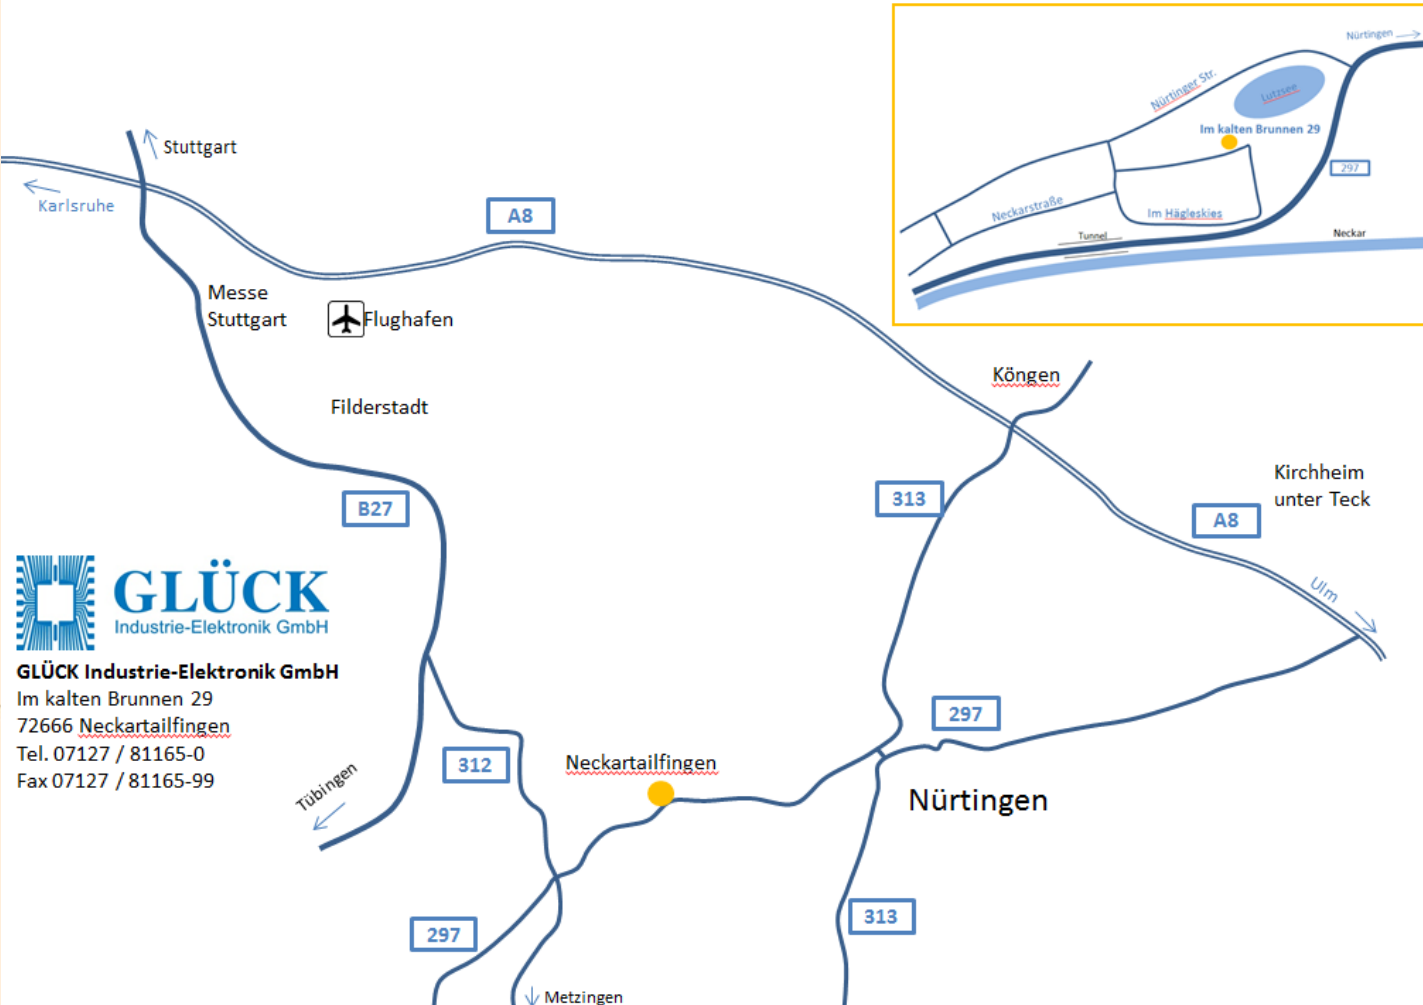 Nürtingen
Nürtinger Str.
Lutzsee
Im kalten Brunnen 29
297
Neckarstraße
Im Hägleskies
Tunnel
Neckar
Stuttgart
Karlsruhe
A8
Messe
Stuttgart
Flughafen
Filderstadt
Köngen
B27
313
Kirchheim
unter Teck
A8
Ulm
GLÜCK
Industrie-Elektronik GmbH
GLÜCK Industrie-Elektronik GmbH
Im kalten Brunnen 29
72666 Neckartailfingen
Tel. 07127 / 81165-0
Fax 07127 / 81165-99
Tübingen
312
Neckartailfingen
297
Nürtingen
297
313
Metzingen